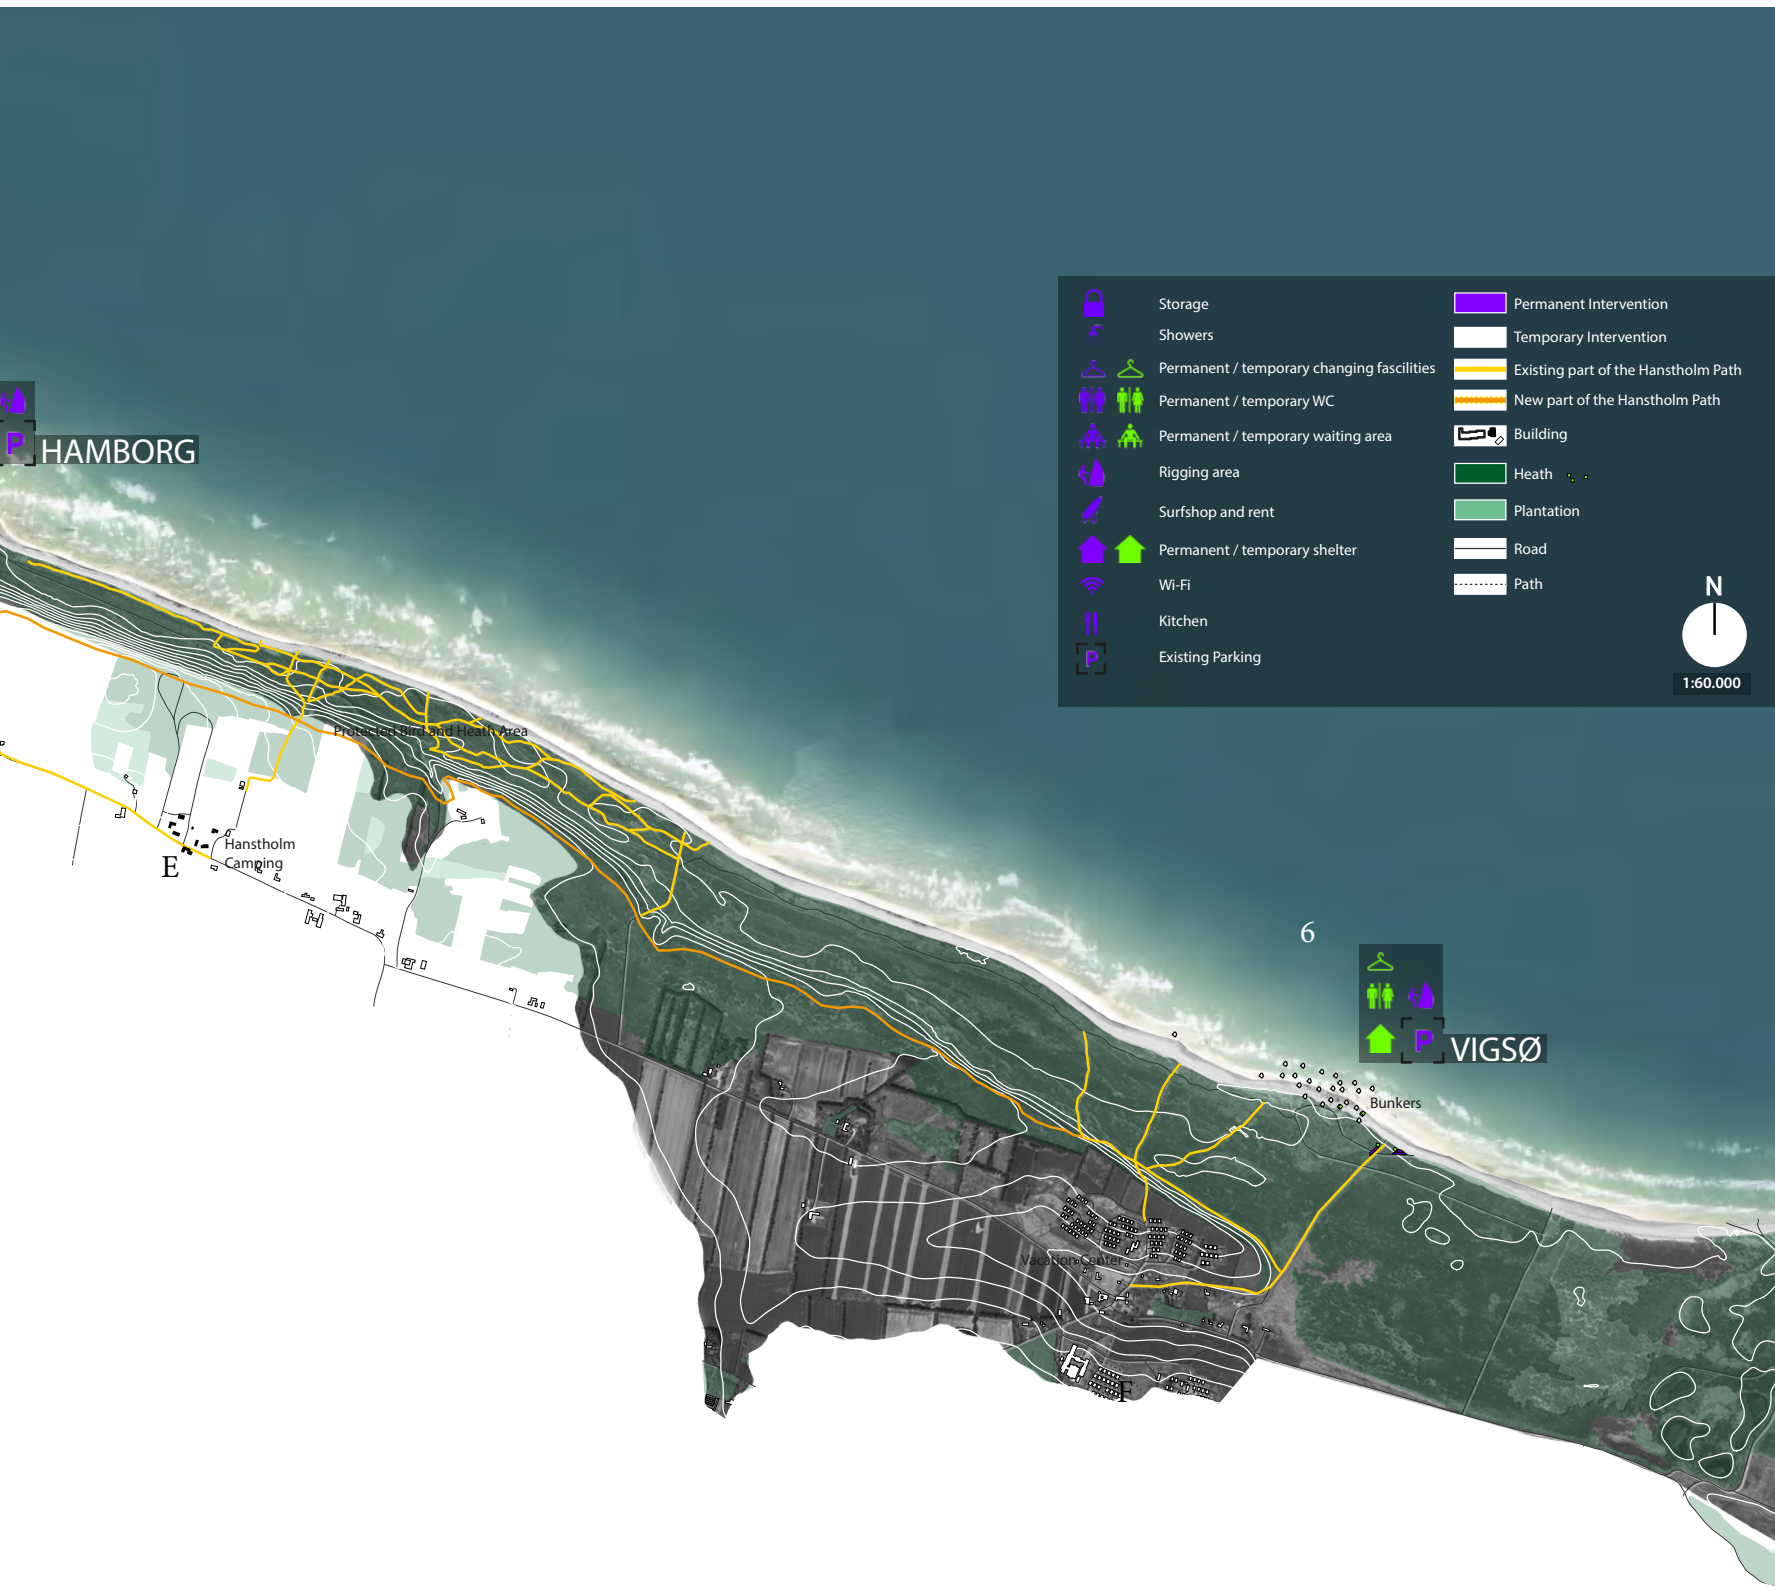 Storage
Showers
Permanent / temporary changing fascilities
Permanent / temporary WC
Permanent / temporary waiting area
Rigging area
Surfshop and rent
Permanent / temporary shelter
Wi-Fi
Kitchen
P Existing Parking
Permanent Intervention
Temporary Intervention
Existing part of the Hanstholm Path
New part of the Hanstholm Path
Building
Heath
Plantation
Road
Path
N
1:60.000
P HAMBORG
Protected Bird and Heath Area
Hanstholm
Camping
E
6
P VIGSØ
Bunkers
Vacation Center
F